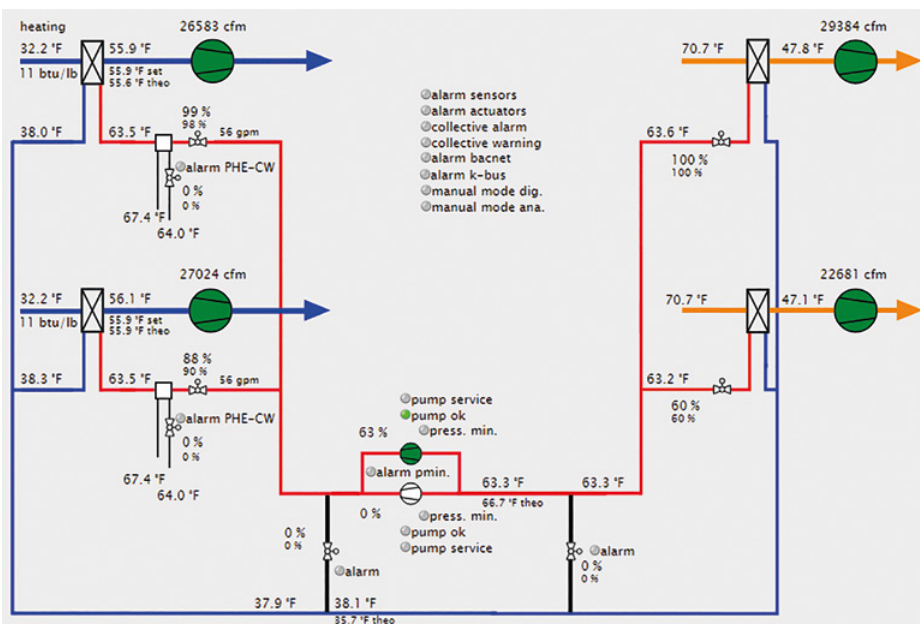 heating
26583 cfm
29384 cfm
32.2 °F
55.9 °F
70.7 °F
47.8 °F
11 btu/lb
55.9 °F set
55.6 °F theo
alarm sensors
alarm actuators
collective alarm
collective warning
alarm bacnet
alarm k-bus
manual mode dig.
manual mode ana.
38.0 °F
63.5 °F
99 %
98 %
56 gpm
63.6 °F
100 %
100 %
alarm PHE-CW
0 %
0 %
67.4 °F
64.0 °F
27024 cfm
22681 cfm
32.2 °F
56.1 °F
70.7 °F
47.1 °F
11 btu/lb
55.9 °F set
55.9 °F theo
38.3 °F
63.5 °F
88 %
90 %
56 gpm
63.2 °F
60 %
60 %
alarm PHE-CW
0 %
0 %
67.4 °F
64.0 °F
pump service
pump ok
63 %
press. min.
alarm pmin.
63.3 °F
63.3 °F
66.7 °F theo
0 %
press. min.
pump ok
pump service
0 %
0 %
alarm
alarm
0 %
0 %
37.9 °F
38.1 °F
35.7 °F theo